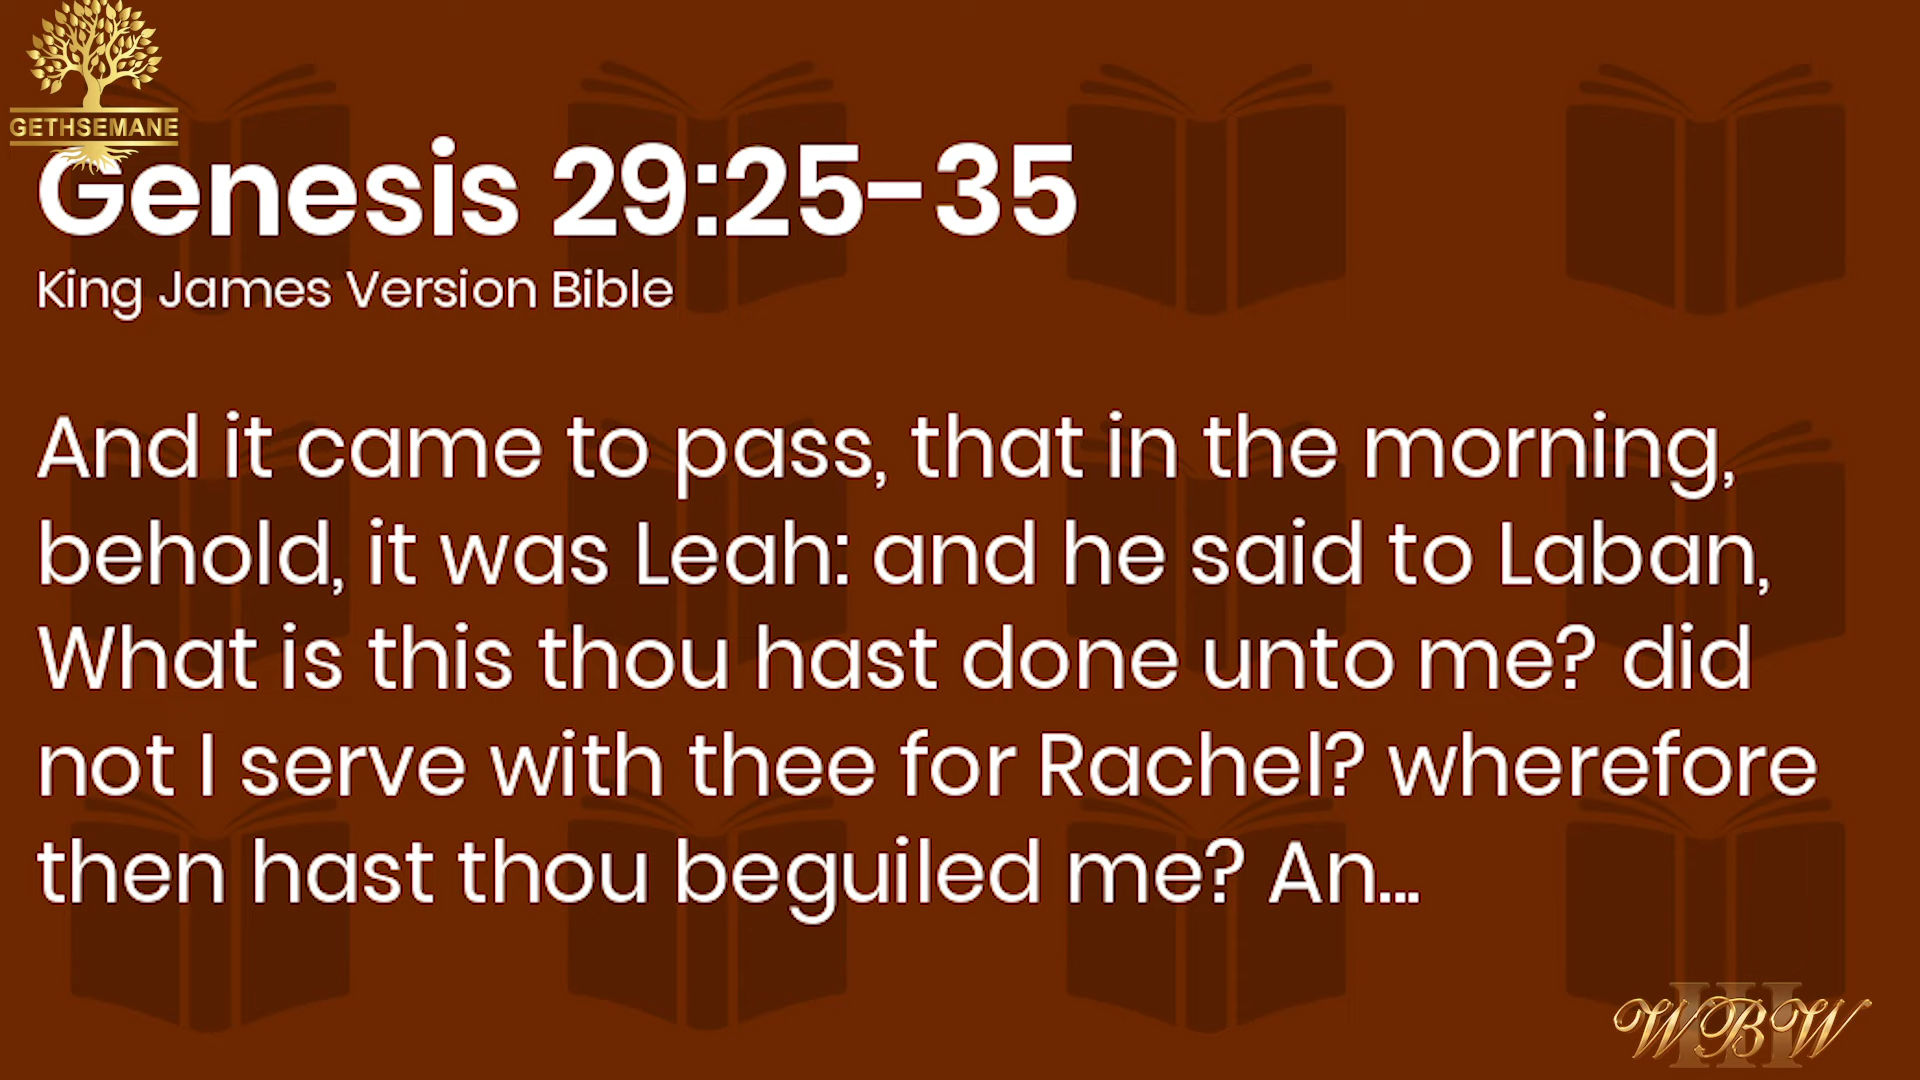 GETHSEMANE
Genesis 29:25-35
King James Version Bible
And it came to pass, that in the morning,
behold, it was Leah: and he said to Laban,
What is this thou hast done unto me? did
not I serve with thee for Rachel? wherefore
then hast thou beguiled me? An...
WBW
III